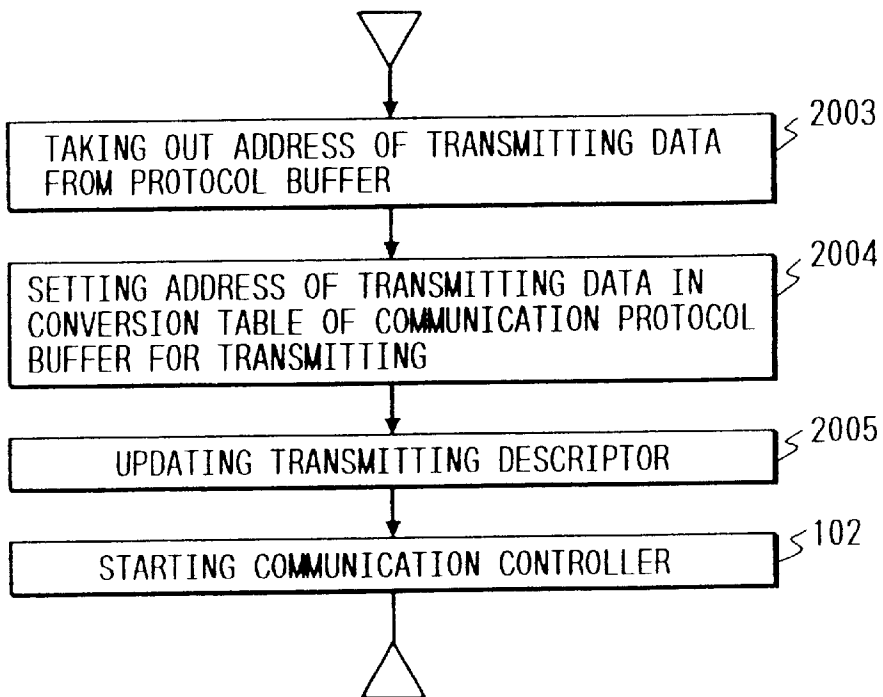 2003
TAKING OUT ADDRESS OF TRANSMITTING DATA
FROM PROTOCOL BUFFER
2004
SETTING ADDRESS OF TRANSMITTING DATA IN
CONVERSION TABLE OF COMMUNICATION PROTOCOL
BUFFER FOR TRANSMITTING
2005
UPDATING TRANSMITTING DESCRIPTOR
102
STARTING COMMUNICATION CONTROLLER